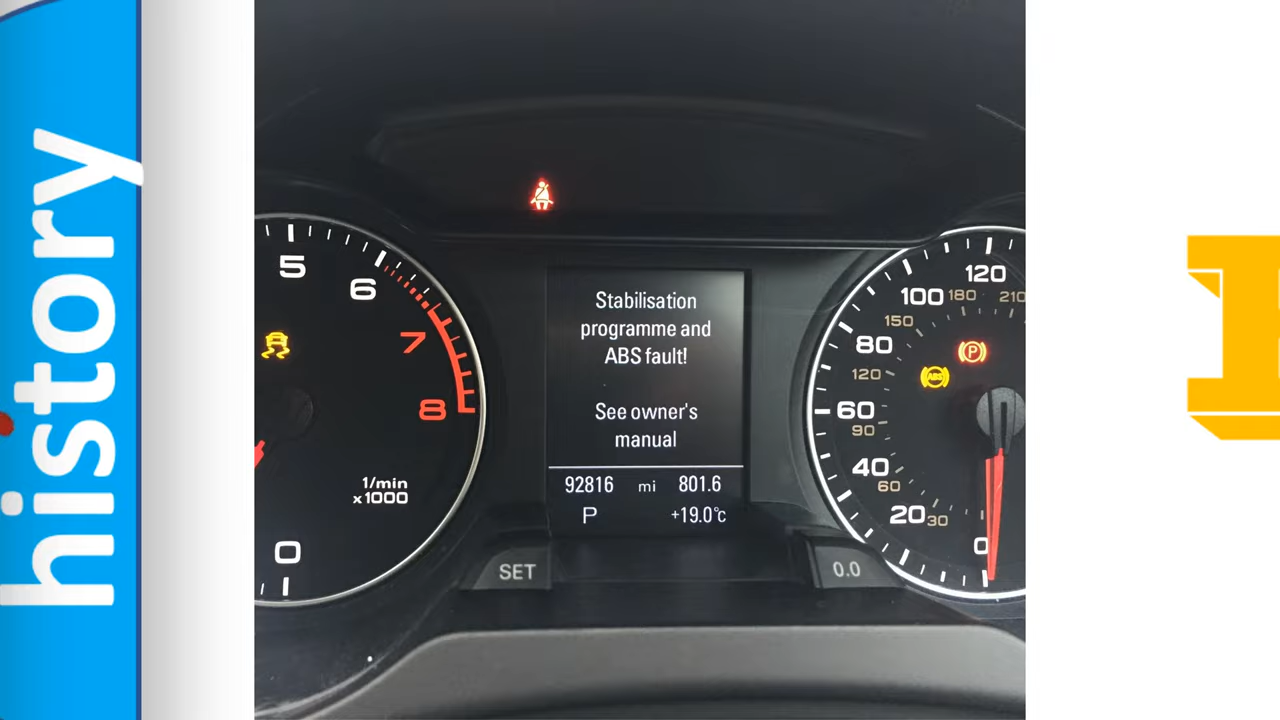 history
Stabilisation
programme and
ABS fault!
See owner's
manual
92816 mi 801.6
P +19.0°c
SET
0.0
5
6
7
8
1/min
x1000
0
120
100
80
60
40
20
0
210
180
150
120
90
60
30
ABS
P